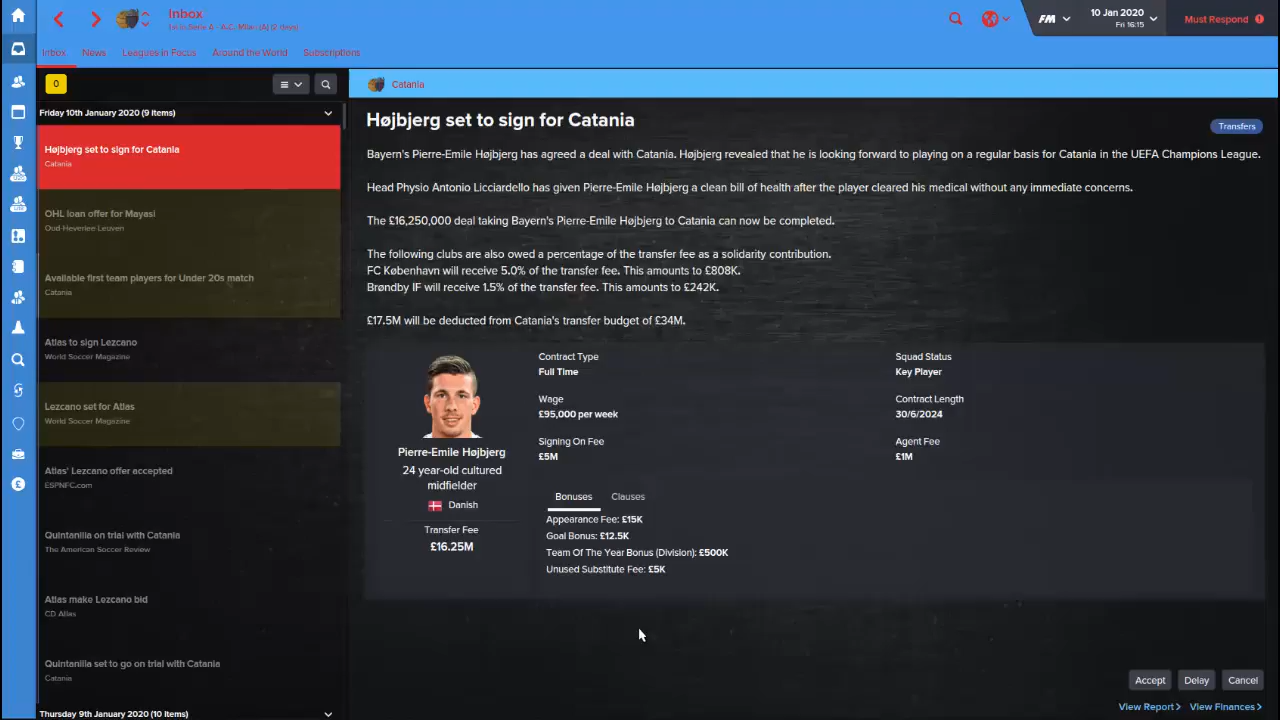 Inbox
FM
10 Jan 2020
Fri 16:15
Must Respond
Inbox
News
Leagues in Focus
Around the World
Subscriptions
0
Catania
Friday 10th January 2020 (9 Items)
Højbjerg set to sign for Catania
Catania
OHL loan offer for Mayasi
Oud-Heverlee Leuven
Available first team players for Under 20s match
Catania
Atlas to sign Lezcano
World Soccer Magazine
Lezcano set for Atlas
World Soccer Magazine
Atlas' Lezcano offer accepted
ESPNFC.com
Quintanilla on trial with Catania
The American Soccer Review
Atlas make Lezcano bid
CD Atlas
Quintanilla set to go on trial with Catania
Catania
Thursday 9th January 2020 (10 Items)
Højbjerg set to sign for Catania
Transfers
Bayern's Pierre-Emile Højbjerg has agreed a deal with Catania. Højbjerg revealed that he is looking forward to playing on a regular basis for Catania in the UEFA Champions League.
Head Physio Antonio Licciardello has given Pierre-Emile Højbjerg a clean bill of health after the player cleared his medical without any immediate concerns.
The £16,250,000 deal taking Bayern's Pierre-Emile Højbjerg to Catania can now be completed.
The following clubs are also owed a percentage of the transfer fee as a solidarity contribution.
FC København will receive 5.0% of the transfer fee. This amounts to £808K.
Brøndby IF will receive 1.5% of the transfer fee. This amounts to £242K.
£17.5M will be deducted from Catania's transfer budget of £34M.
Pierre-Emile Højbjerg
24 year-old cultured
midfielder
Danish
Transfer Fee
£16.25M
Contract Type
Full Time
Squad Status
Key Player
Wage
£95,000 per week
Contract Length
30/6/2024
Signing On Fee
£5M
Agent Fee
£1M
Bonuses
Clauses
Appearance Fee: £15K
Goal Bonus: £12.5K
Team Of The Year Bonus (Division): £500K
Unused Substitute Fee: £5K
Accept
Delay
Cancel
View Report>
View Finances>